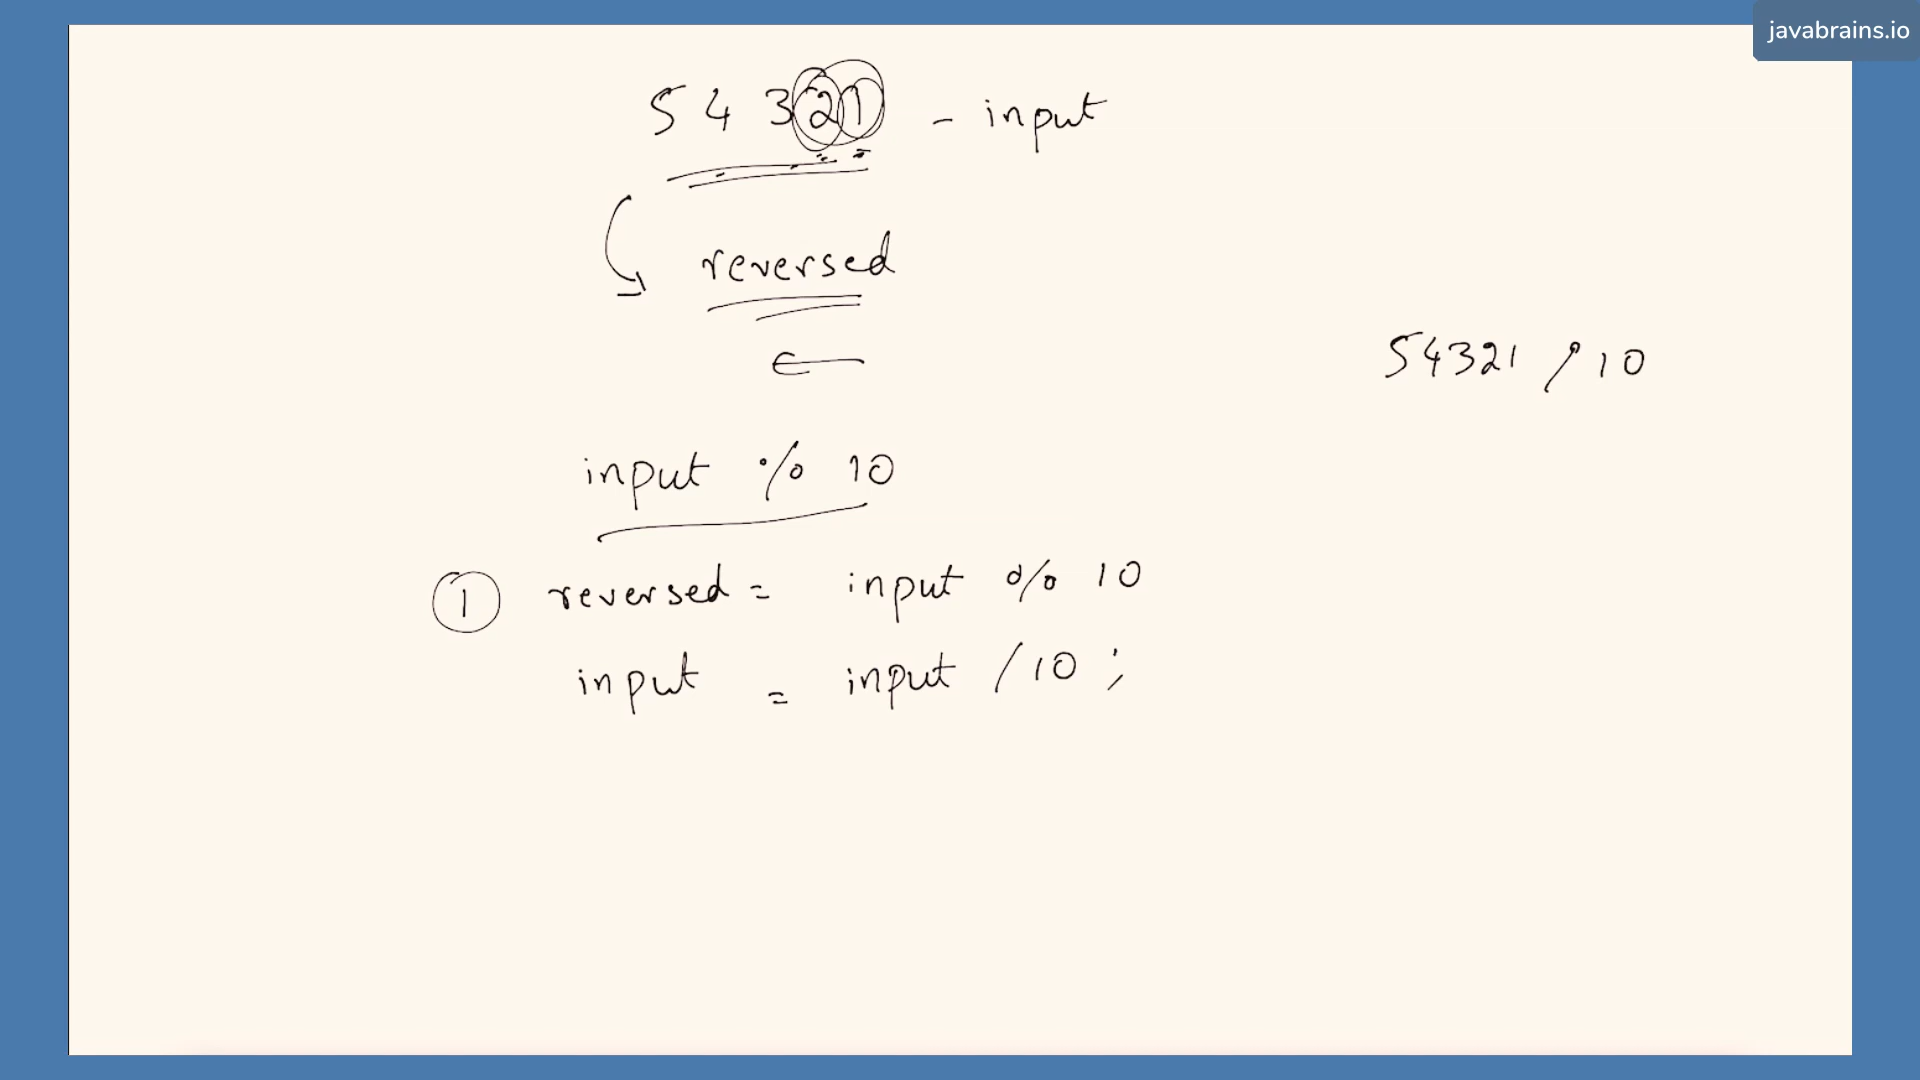 javabrains.io
54321 - input
reversed
54321 / 10
input % 10
1 reversed = input % 10
input = input / 10 ;